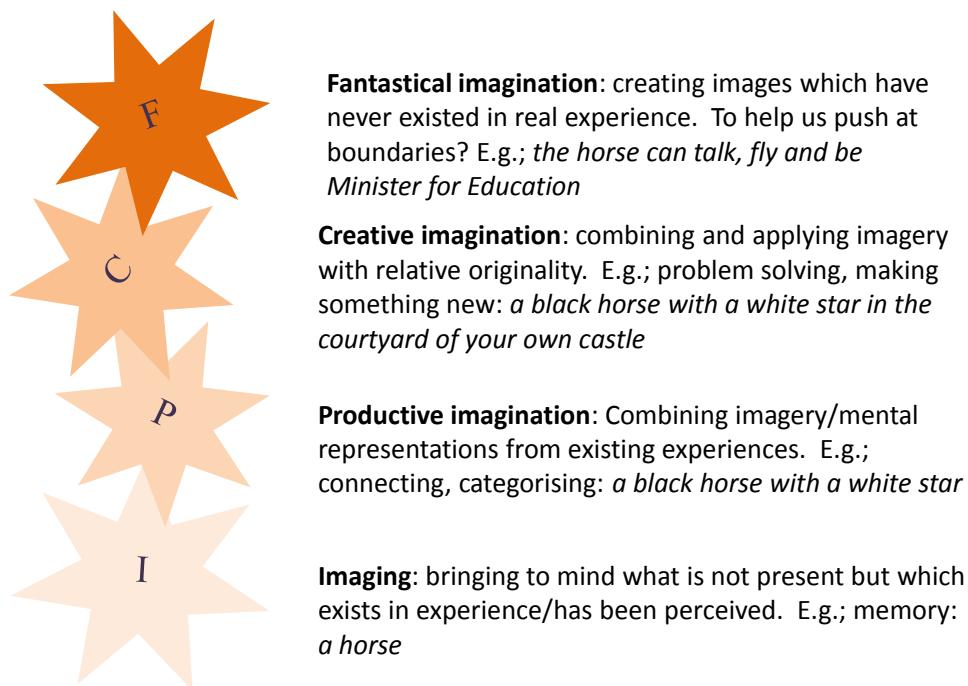 F
Fantastical imagination: creating images which have
never existed in real experience.  To help us push at
boundaries? E.g.; the horse can talk, fly and be
Minister for Education
C
Creative imagination: combining and applying imagery
with relative originality.  E.g.; problem solving, making
something new: a black horse with a white star in the
courtyard of your own castle
P
Productive imagination: Combining imagery/mental
representations from existing experiences.  E.g.;
connecting, categorising: a black horse with a white star
I
Imaging: bringing to mind what is not present but which
exists in experience/has been perceived.  E.g.; memory:
a horse